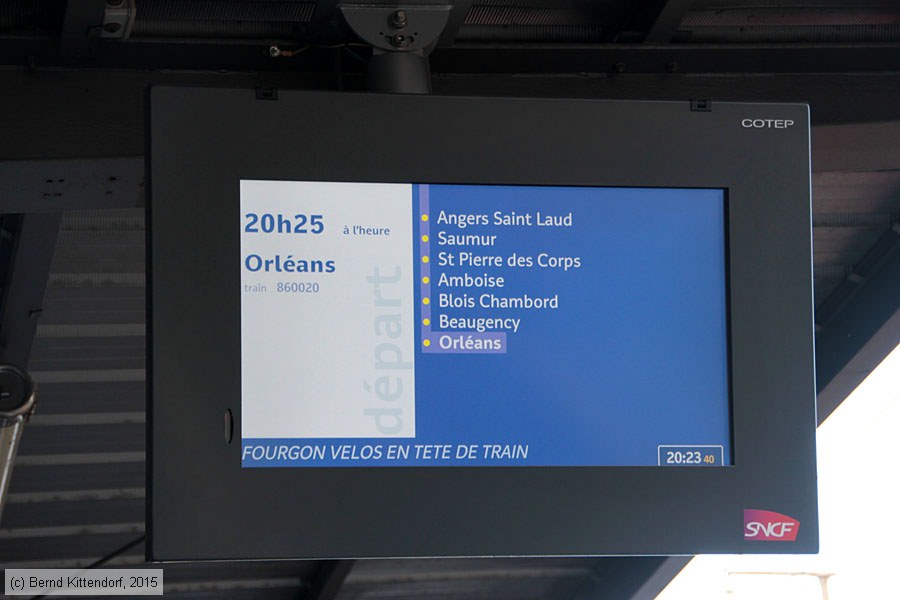 COTEP
20h25 à l'heure
Orléans
train 860020
départ
Angers Saint Laud
Saumur
St Pierre des Corps
Amboise
Blois Chambord
Beaugency
Orléans
FOURGON VELOS EN TETE DE TRAIN
20:23 40
SNCF
(c) Bernd Kittendorf, 2015